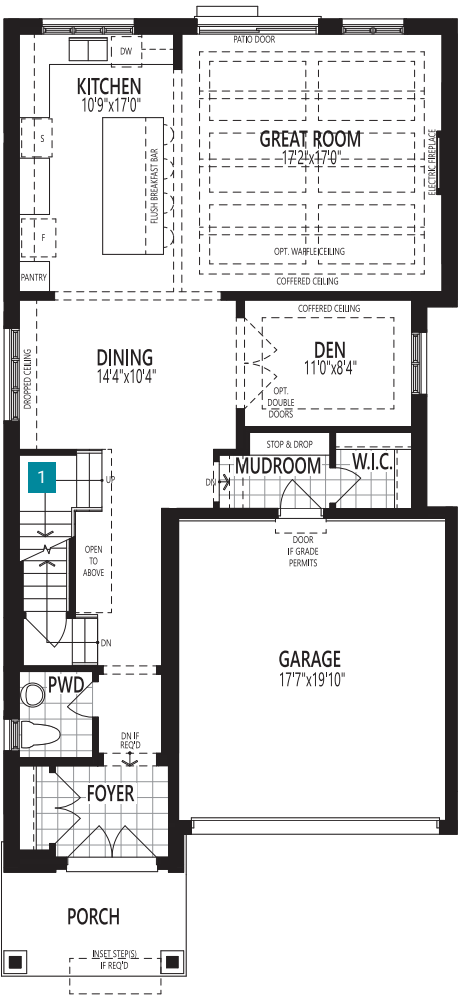 PATIO DOOR
DW
KITCHEN
10'9"x17'0"
S
FLUSH BREAKFAST BAR
GREAT ROOM
17'2"x17'0"
ELECTRIC FIREPLACE
F
OPT. WAFFLE CEILING
PANTRY
COFFERED CEILING
COFFERED CEILING
DROPPED CEILING
DINING
14'4"x10'4"
DEN
11'0"x8'4"
OPT.
DOUBLE
DOORS
STOP & DROP
MUDROOM
W.I.C.
1
UP
DN
OPEN
TO
ABOVE
DOOR
IF GRADE
PERMITS
DN
GARAGE
17'7"x19'10"
PWD
DN IF
REQ'D
FOYER
PORCH
INSET STEP(S)
IF REQ'D